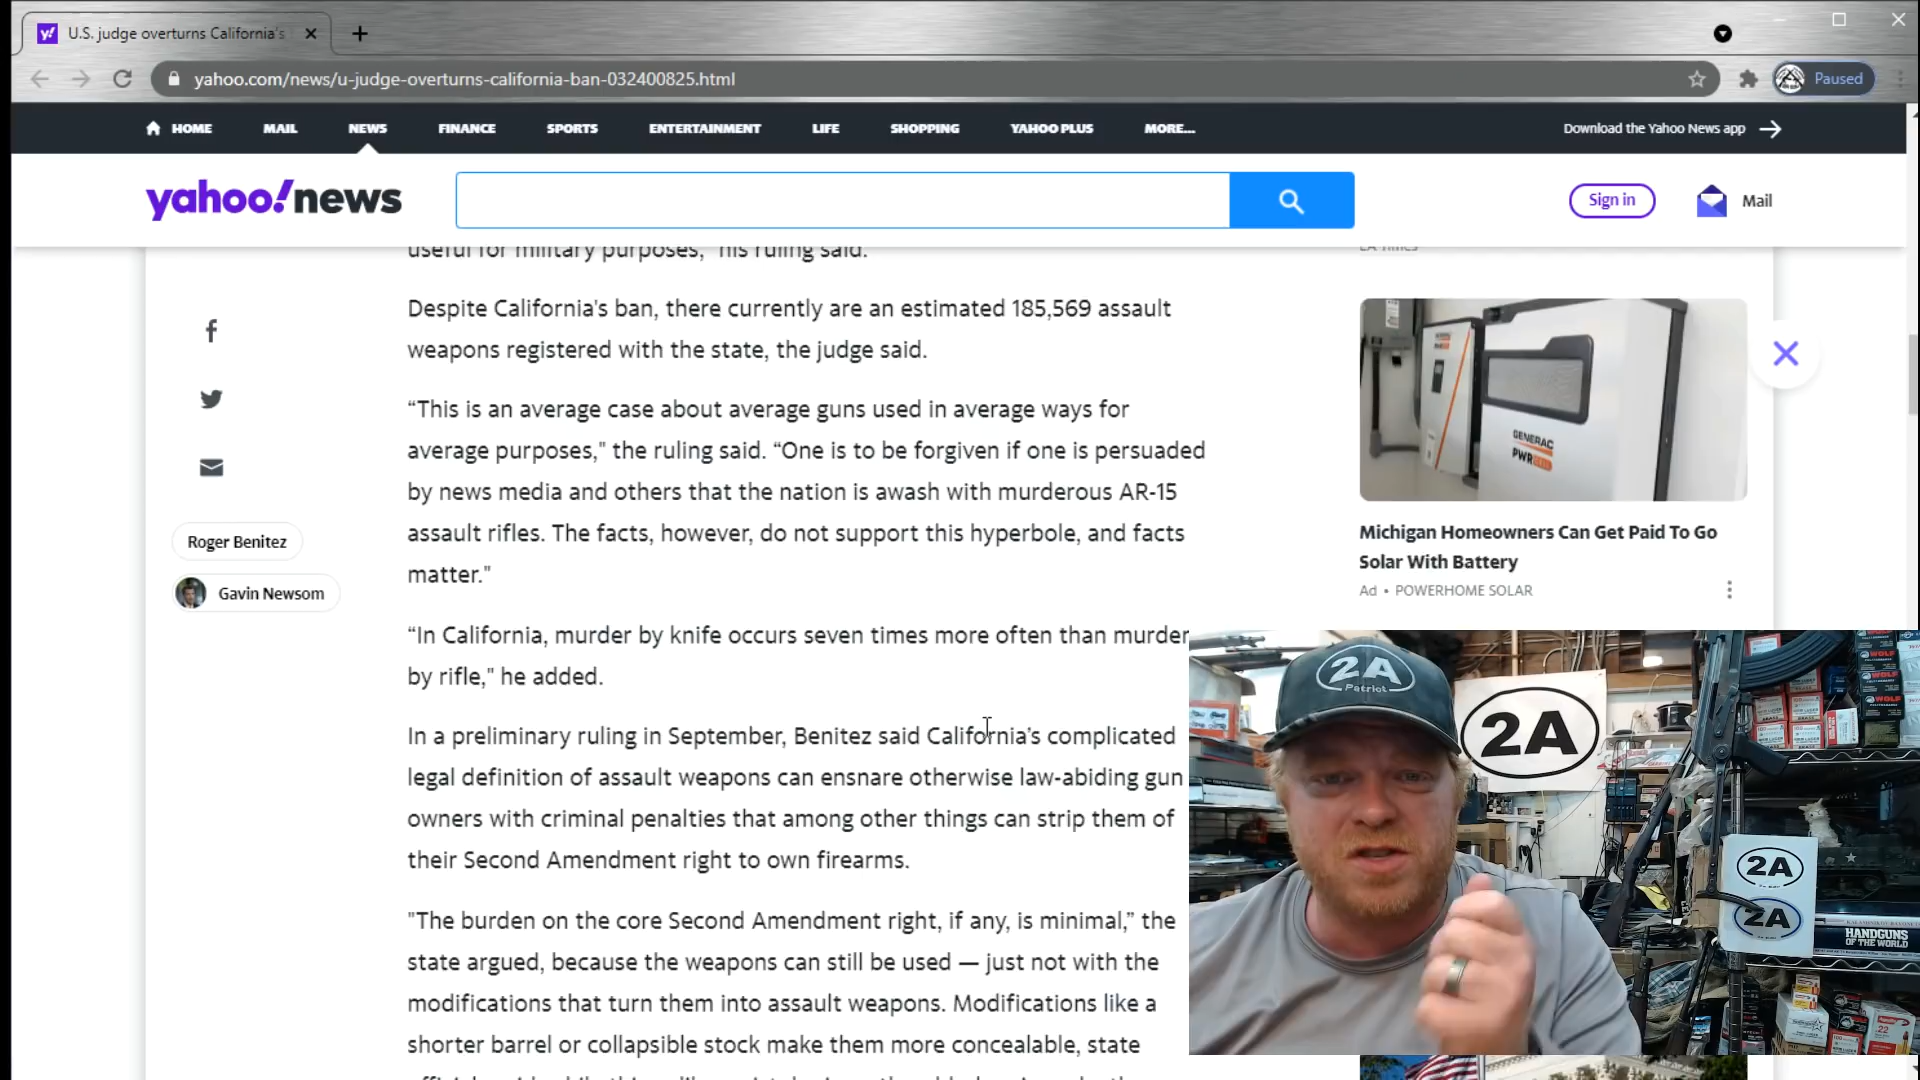 U.S. judge overturns California's
yahoo.com/news/u-judge-overturns-california-ban-032400825.html
Paused
HOME MAIL NEWS FINANCE SPORTS ENTERTAINMENT LIFE SHOPPING YAHOO PLUS MORE...
Download the Yahoo News app
yahoo!news
Sign in
Mail
useful for military purposes," his ruling said.
LA Times
Despite California's ban, there currently are an estimated 185,569 assault
weapons registered with the state, the judge said.
“This is an average case about average guns used in average ways for
average purposes," the ruling said. “One is to be forgiven if one is persuaded
by news media and others that the nation is awash with murderous AR-15
assault rifles. The facts, however, do not support this hyperbole, and facts
matter."
Roger Benitez
Gavin Newsom
“In California, murder by knife occurs seven times more often than murder
by rifle," he added.
In a preliminary ruling in September, Benitez said California’s complicated
legal definition of assault weapons can ensnare otherwise law-abiding gun
owners with criminal penalties that among other things can strip them of
their Second Amendment right to own firearms.
"The burden on the core Second Amendment right, if any, is minimal,” the
state argued, because the weapons can still be used — just not with the
modifications that turn them into assault weapons. Modifications like a
shorter barrel or collapsible stock make them more concealable, state
GENERAC
PWRCELL
Michigan Homeowners Can Get Paid To Go
Solar With Battery
Ad • POWERHOME SOLAR
2A
Patriot
2A
WOLF
2A
2A
HANDGUNS
OF THE WORLD
22